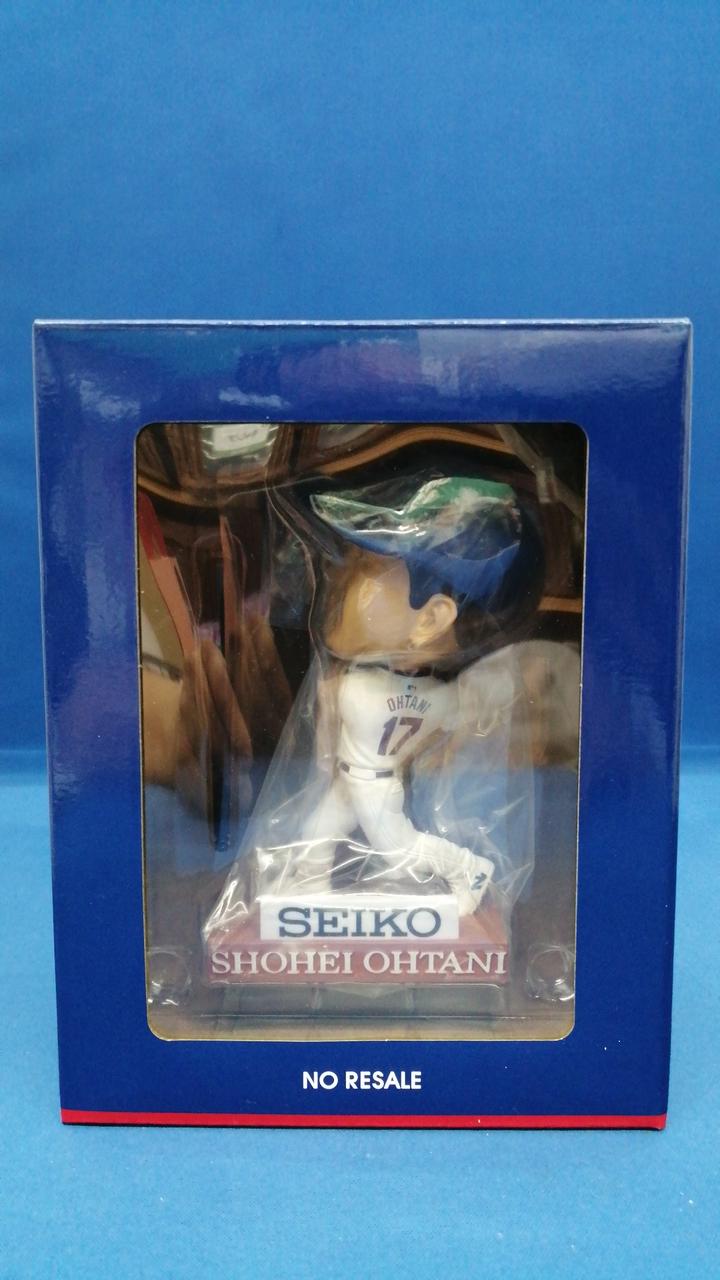 OHTANI
17
SEIKO
SHOHEI OHTANI
NO RESALE